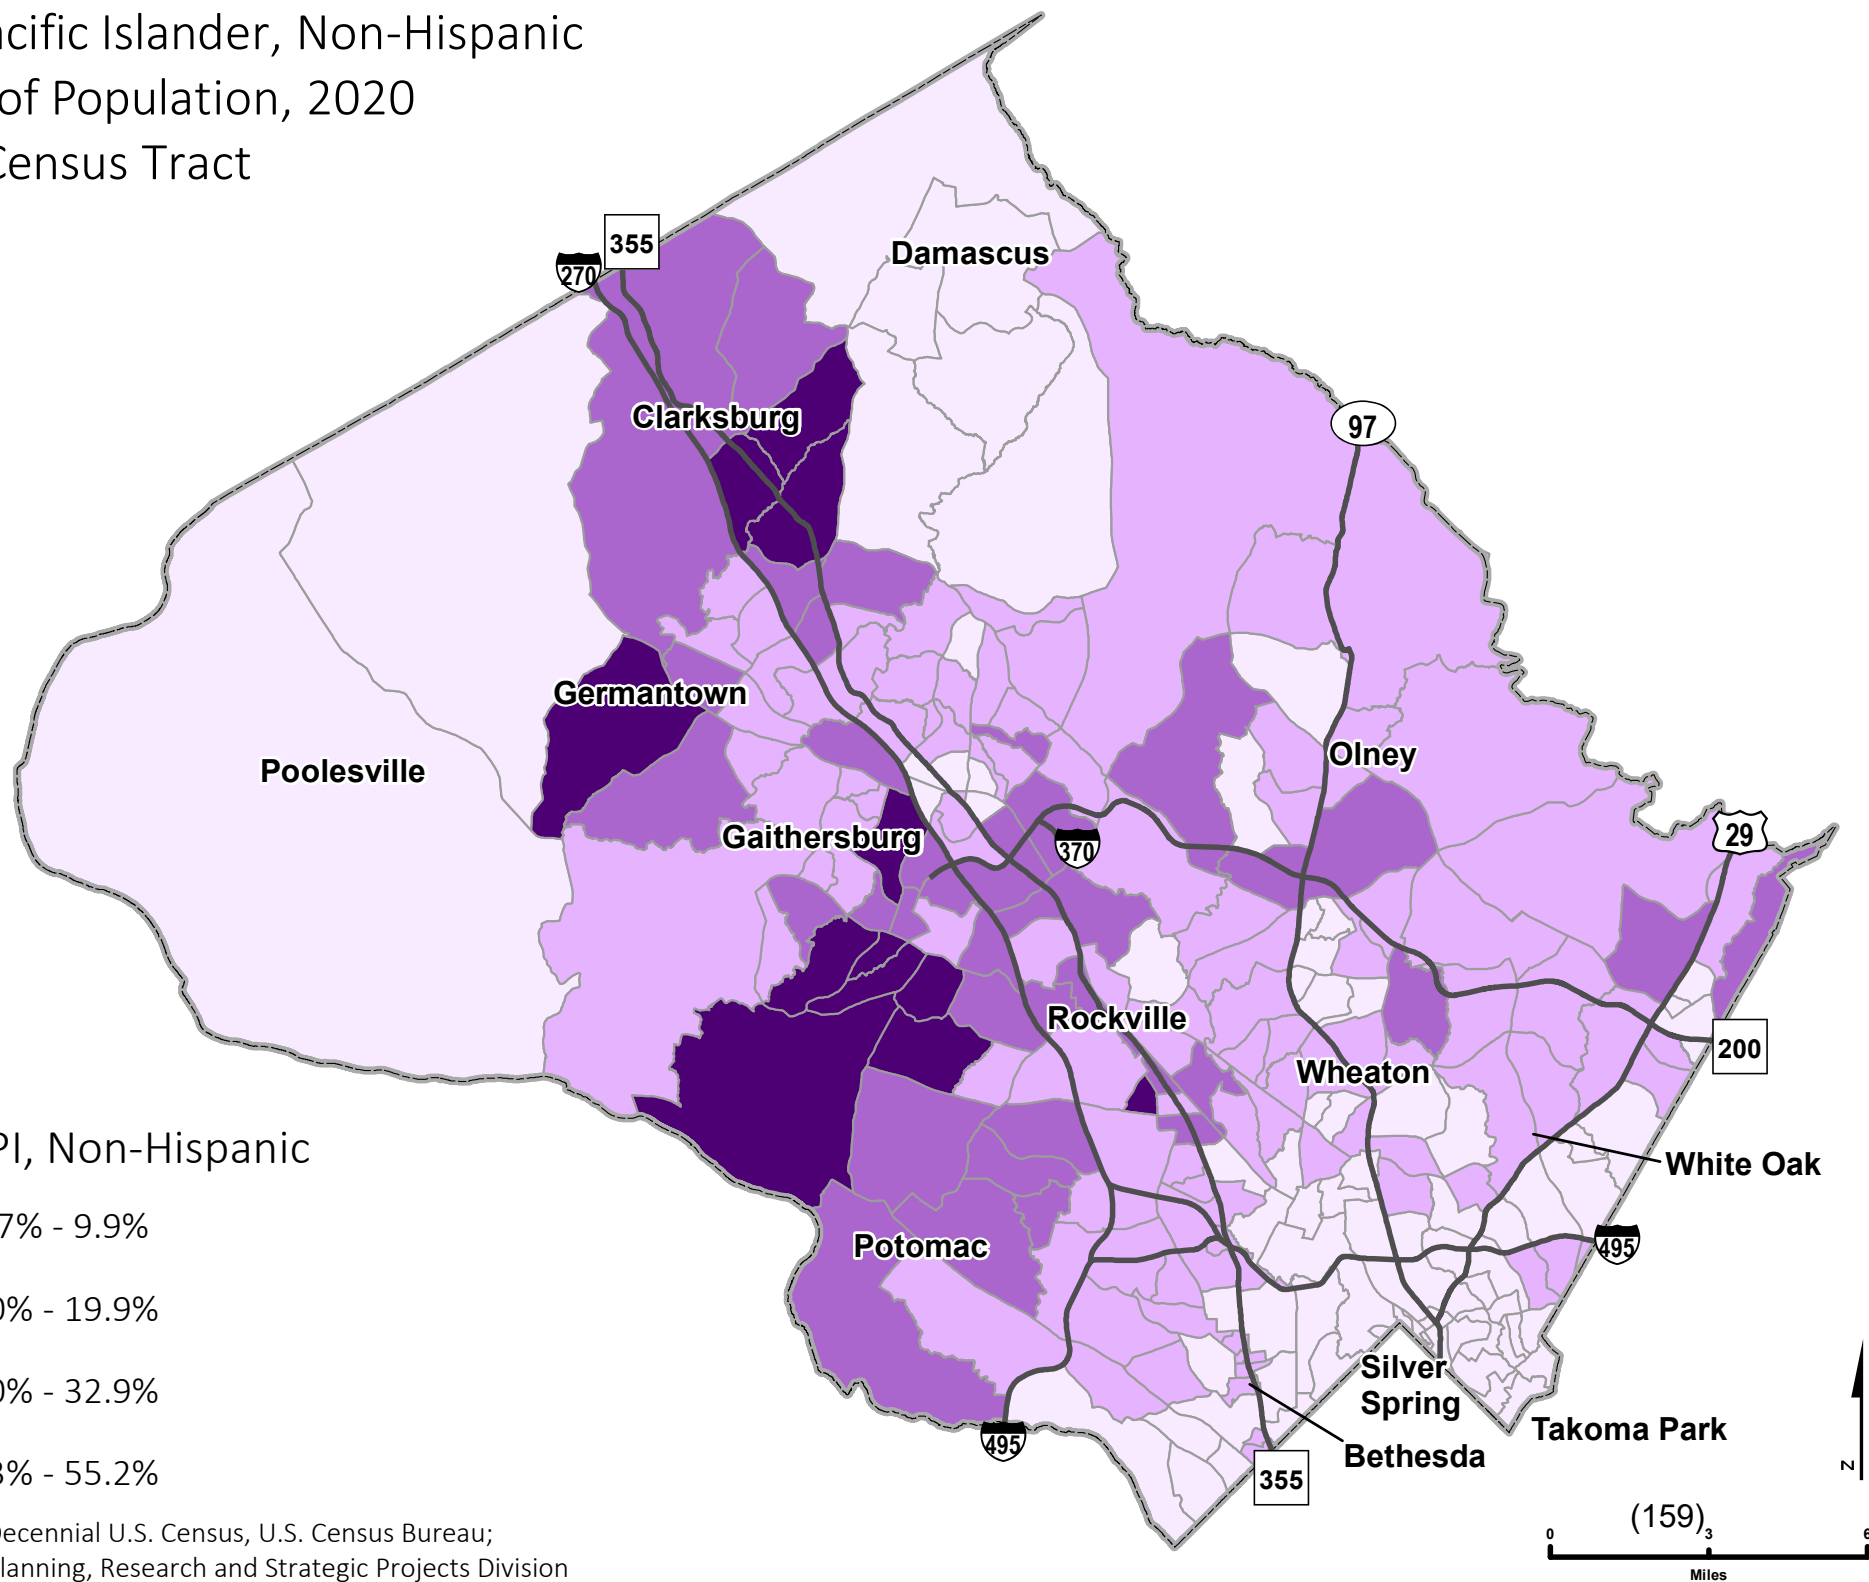 acific Islander, Non-Hispanic
of Population, 2020
Census Tract
355
270
Damascus
Clarksburg
97
Germantown
Poolesville
Olney
Gaithersburg
370
29
Rockville
200
Wheaton
PI, Non-Hispanic
White Oak
7% - 9.9%
Potomac
495
0% - 19.9%
Silver
Spring
0% - 32.9%
Takoma Park
495
Bethesda
355
3% - 55.2%
N
(159)
0 3 6
Miles
Decennial U.S. Census, U.S. Census Bureau;
lanning, Research and Strategic Projects Division